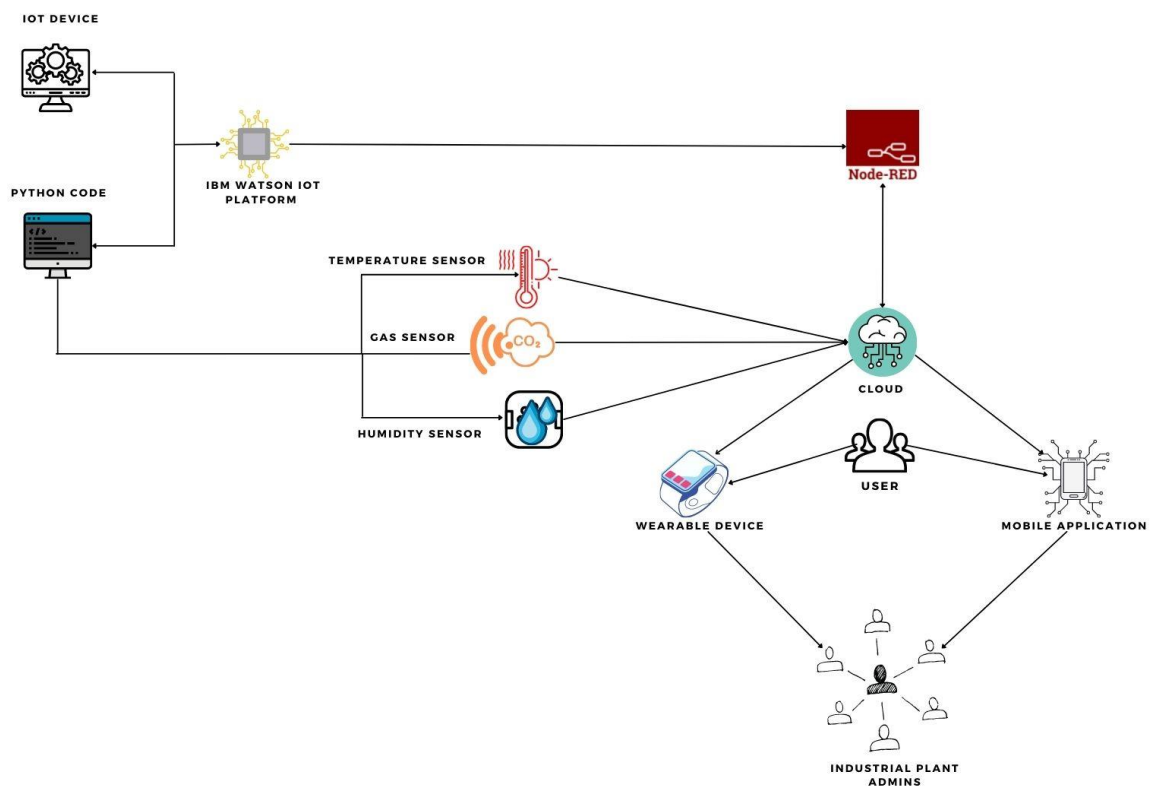 IOT DEVICE
IBM WATSON IOT
PLATFORM
Node-RED
PYTHON CODE
</>
TEMPERATURE SENSOR
GAS SENSOR
CO₂
CLOUD
HUMIDITY SENSOR
USER
WEARABLE DEVICE
MOBILE APPLICATION
INDUSTRIAL PLANT
ADMINS